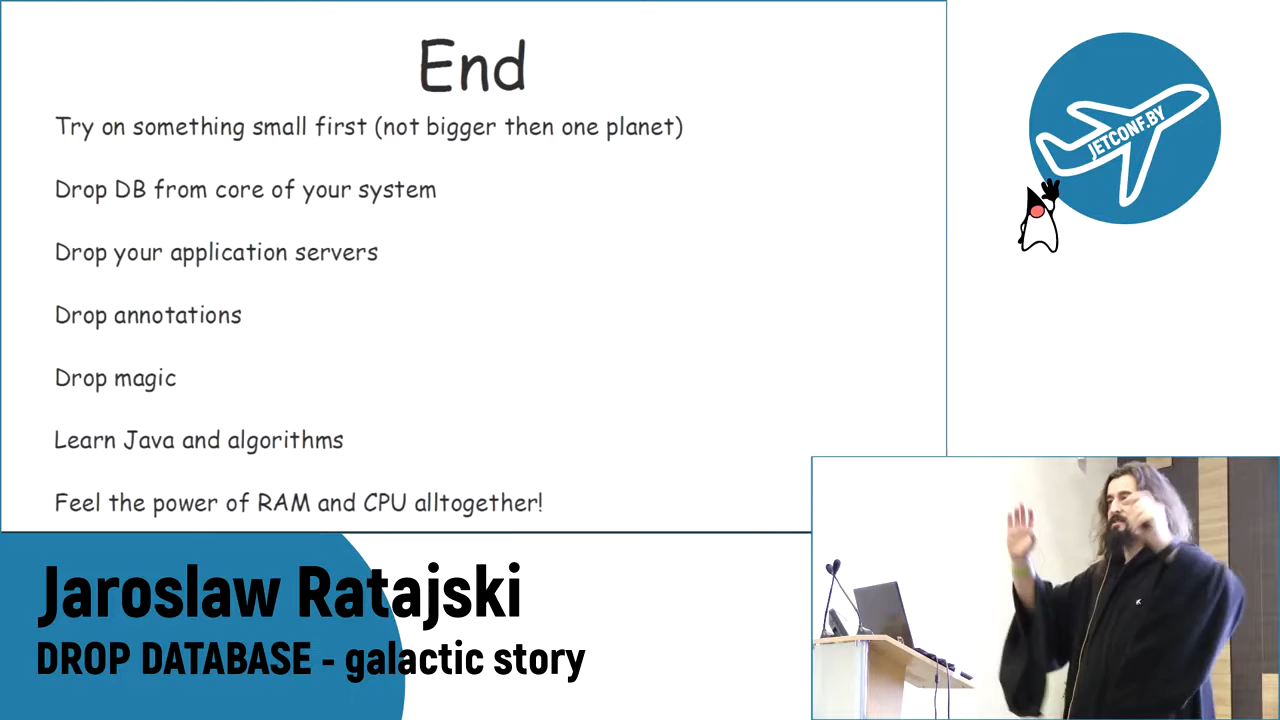 End
Try on something small first (not bigger then one planet)
Drop DB from core of your system
Drop your application servers
Drop annotations
Drop magic
Learn Java and algorithms
Feel the power of RAM and CPU alltogether!
JETCONF.BY
Jaroslaw Ratajski
DROP DATABASE - galactic story